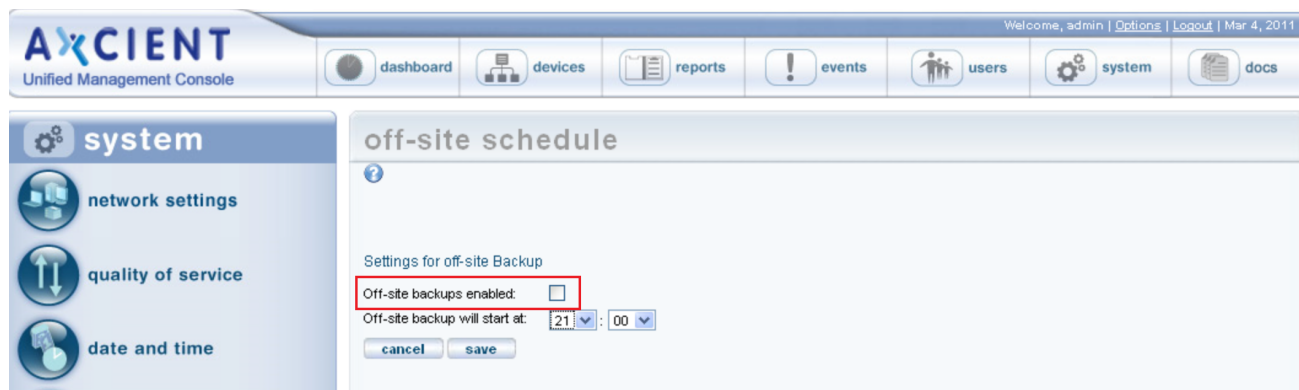 Welcome, admin | Options | Logout | Mar 4, 2011
AXCIENT
Unified Management Console
dashboard
devices
reports
events
users
system
docs
system
network settings
quality of service
date and time
off-site schedule
?
Settings for off-site Backup
Off-site backups enabled:
Off-site backup will start at: 21 : 00
cancel save